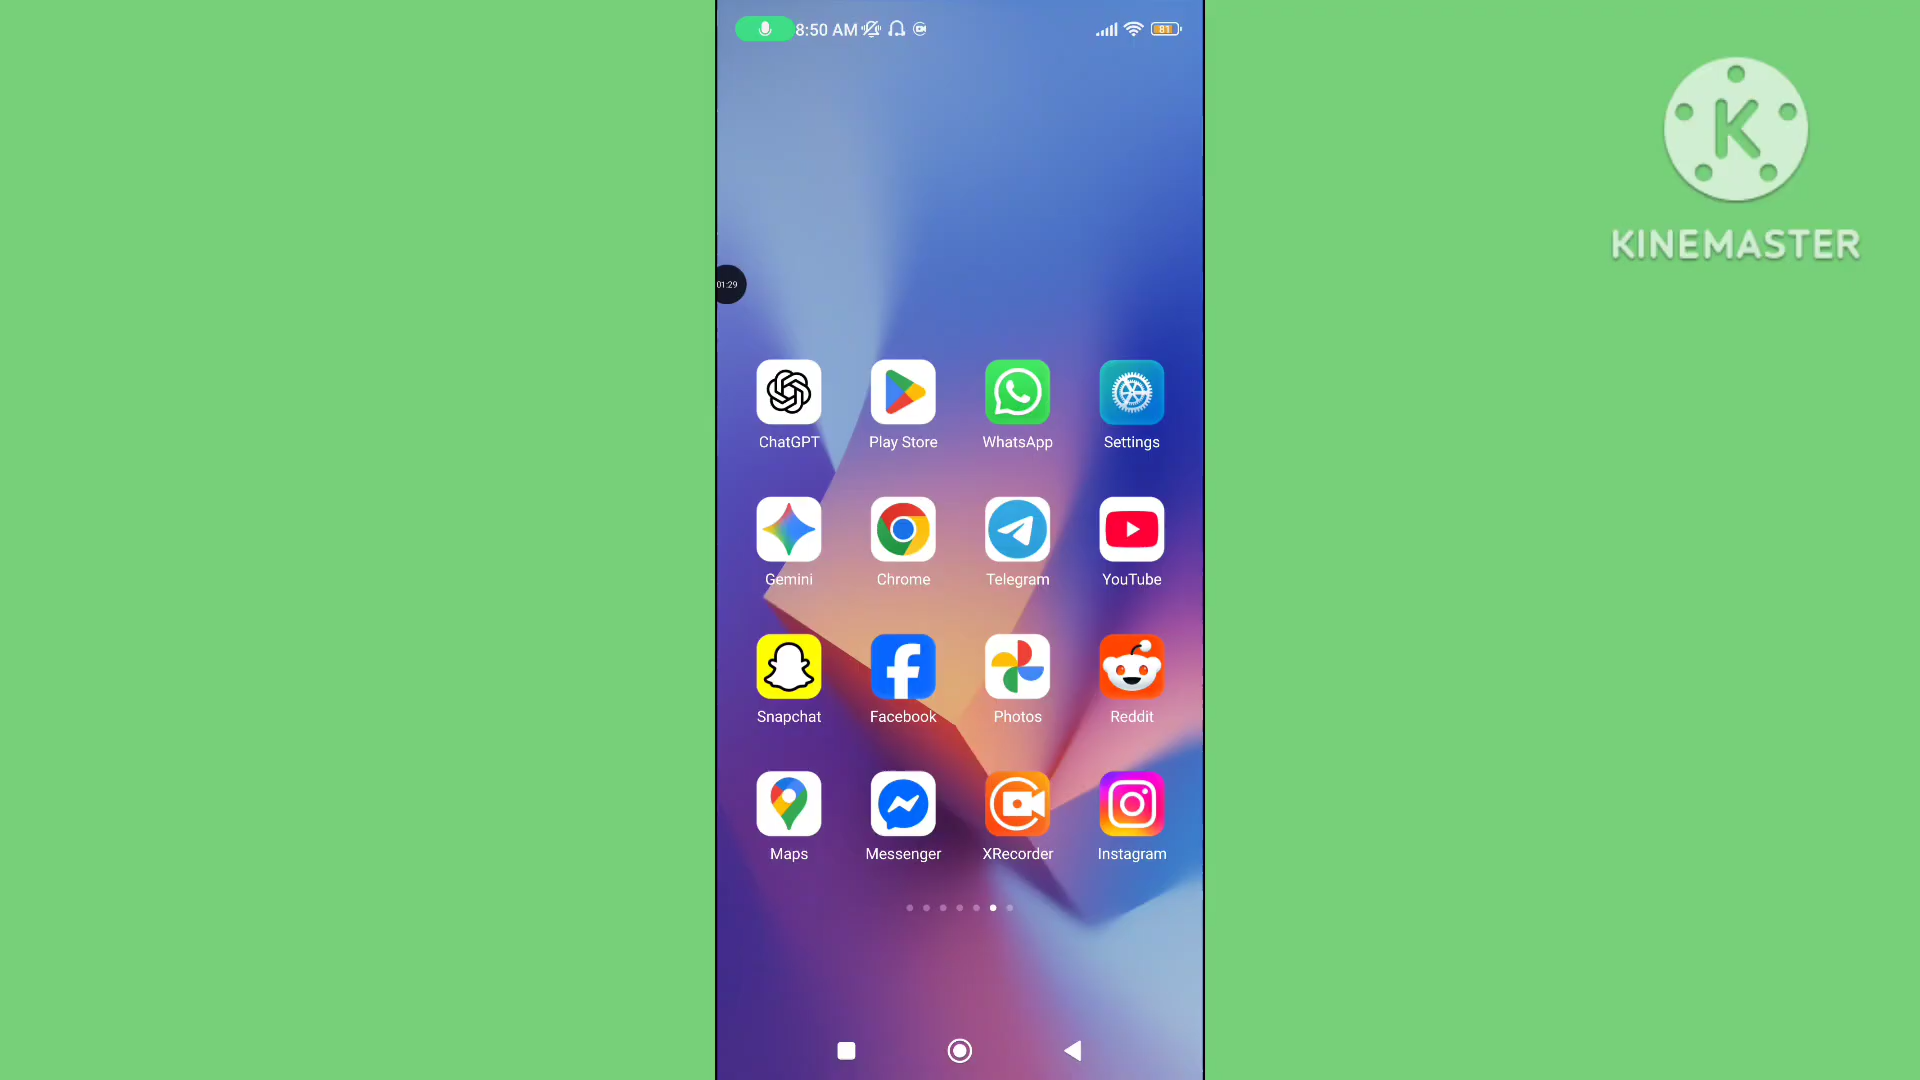 8:50 AM
81
K
KINEMASTER
01:29
ChatGPT
Play Store
WhatsApp
Settings
Gemini
Chrome
Telegram
YouTube
Snapchat
Facebook
Photos
Reddit
Maps
Messenger
XRecorder
Instagram